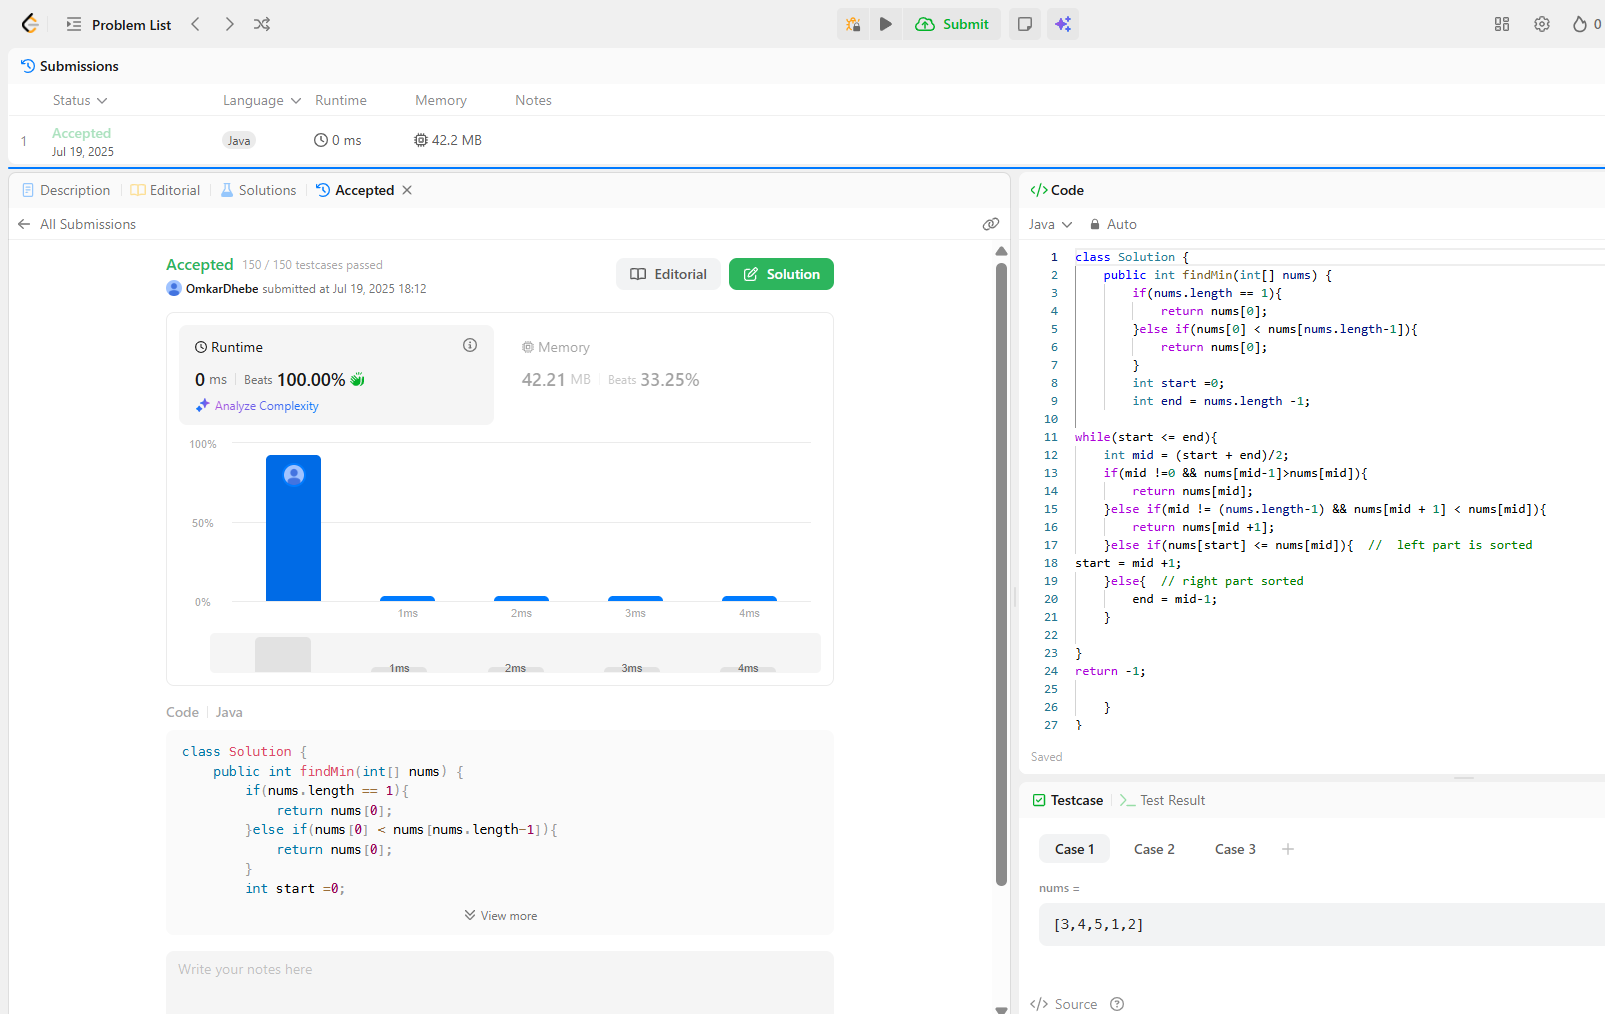 Problem List
Submit
0
Submissions
Status Language Runtime Memory Notes
1 Accepted Java 0 ms 42.2 MB
Jul 19, 2025
Description Editorial Solutions Accepted
All Submissions
Accepted 150 / 150 testcases passed
OmkarDhebe submitted at Jul 19, 2025 18:12
Editorial Solution
Runtime
0 ms Beats 100.00%
Analyze Complexity
Memory
42.21 MB Beats 33.25%
100%
50%
0%
1ms 2ms 3ms 4ms
1ms 2ms 3ms 4ms
Code Java
class Solution {
    public int findMin(int[] nums) {
        if(nums.length == 1){
            return nums[0];
        }else if(nums[0] < nums[nums.length-1]){
            return nums[0];
        }
        int start =0;
View more
Write your notes here
</> Code
Java Auto
1 class Solution {
2     public int findMin(int[] nums) {
3         if(nums.length == 1){
4             return nums[0];
5         }else if(nums[0] < nums[nums.length-1]){
6             return nums[0];
7         }
8         int start =0;
9         int end = nums.length -1;
10
11 while(start <= end){
12     int mid = (start + end)/2;
13     if(mid !=0 && nums[mid-1]>nums[mid]){
14         return nums[mid];
15     }else if(mid != (nums.length-1) && nums[mid + 1] < nums[mid]){
16         return nums[mid +1];
17     }else if(nums[start] <= nums[mid]){  //  left part is sorted
18 start = mid +1;
19     }else{  // right part sorted
20         end = mid-1;
21     }
22
23 }
24 return -1;
25
26     }
27 }
Saved
Testcase Test Result
Case 1 Case 2 Case 3 +
nums =
[3,4,5,1,2]
</> Source